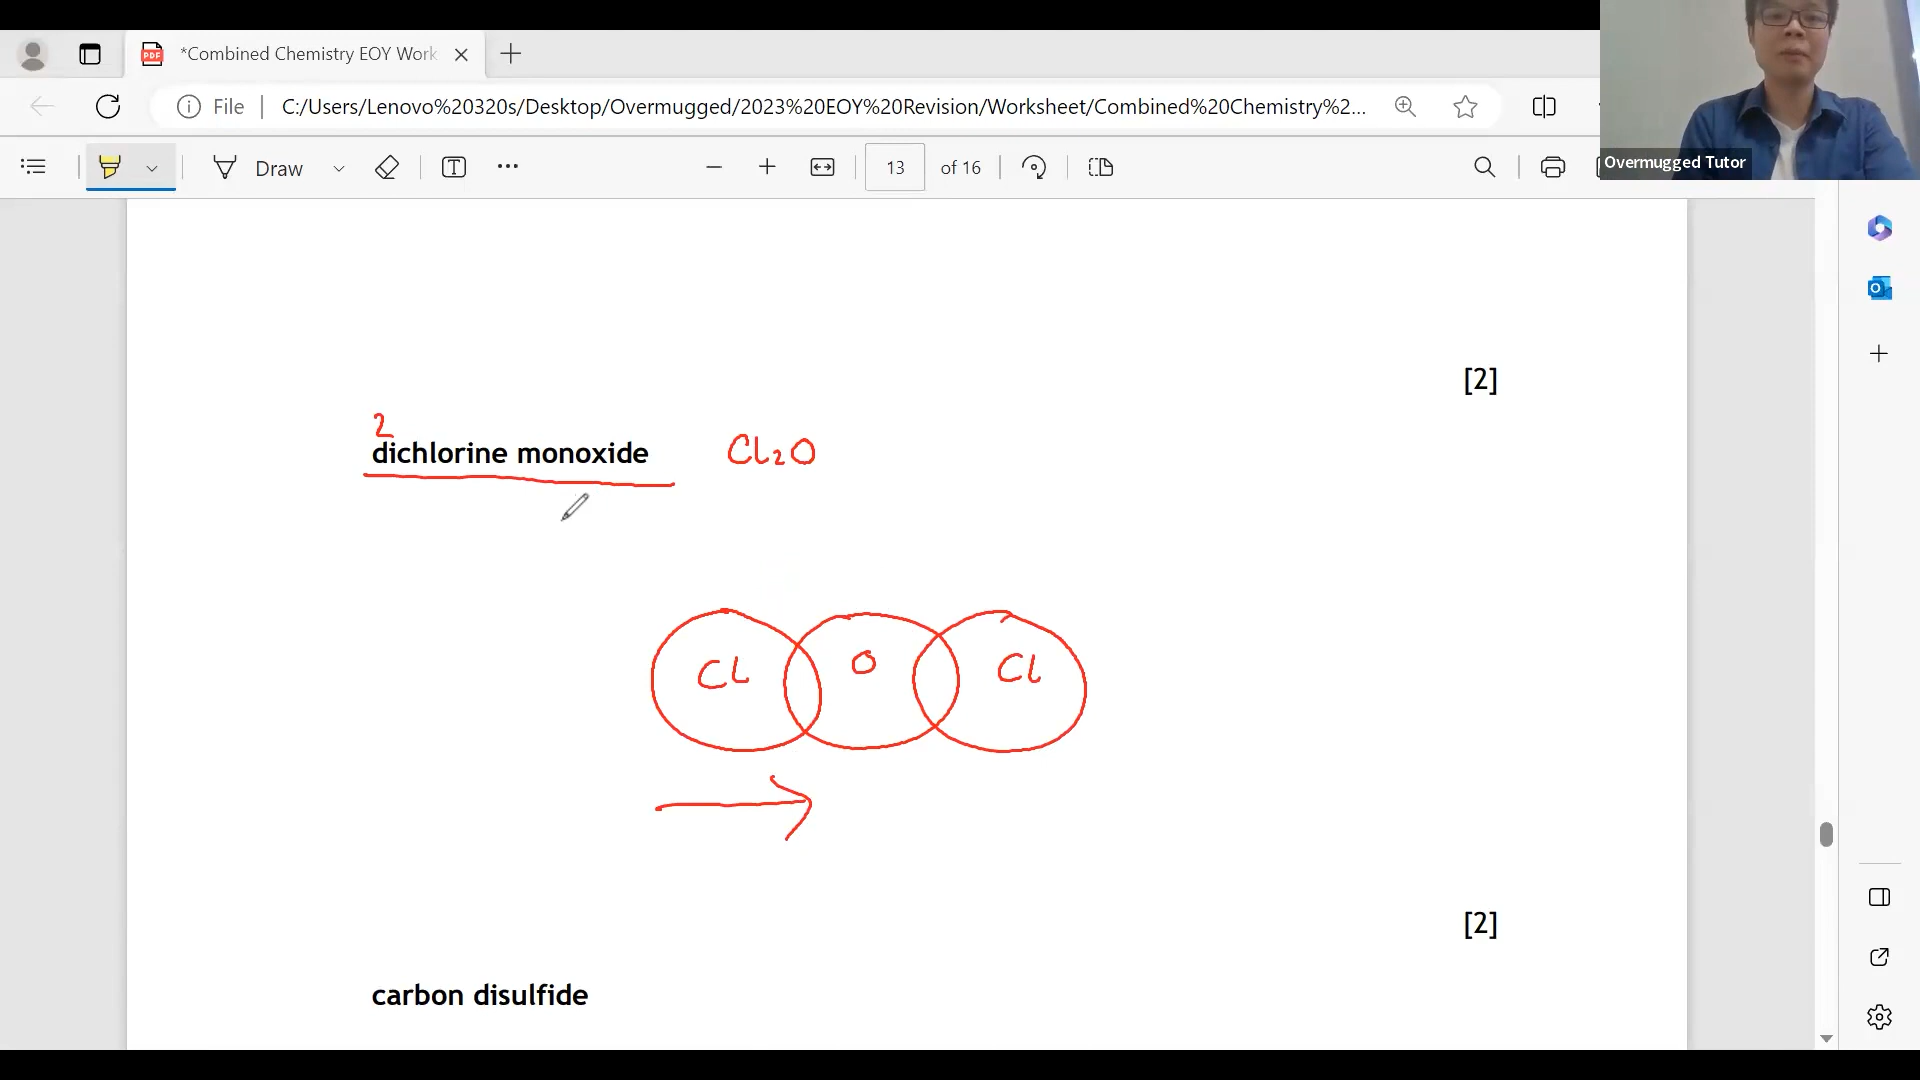 *Combined Chemistry EOY Work
File
C:/Users/Lenovo%20320s/Desktop/Overmugged/2023%20EOY%20Revision/Worksheet/Combined%20Chemistry%2...
Draw
13 of 16
Overmugged Tutor
[2]
2
dichlorine monoxide Cl₂O
Cl O Cl
[2]
carbon disulfide